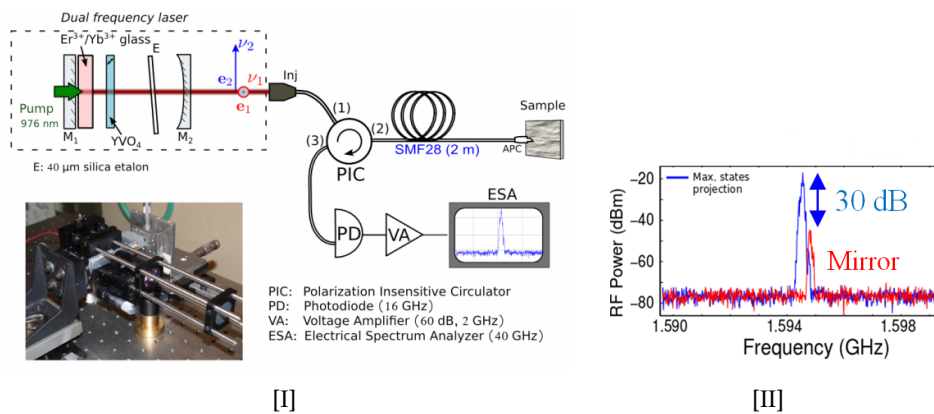 Dual frequency laser
Er³⁺/Yb³⁺ glass
E
ν₂
e₂
ν₁
e₁
Inj
Pump
976 nm
M₁
YVO₄
M₂
E: 40 µm silica etalon
(1)
(2)
(3)
PIC
SMF28 (2 m)
Sample
APC
ESA
PD
VA
PIC: Polarization Insensitive Circulator
PD: Photodiode (16 GHz)
VA: Voltage Amplifier (60 dB, 2 GHz)
ESA: Electrical Spectrum Analyzer (40 GHz)
[I]
RF Power (dBm)
−20
−40
−60
−80
Max. states
projection
30 dB
Mirror
1.590
1.594
1.598
Frequency (GHz)
[II]